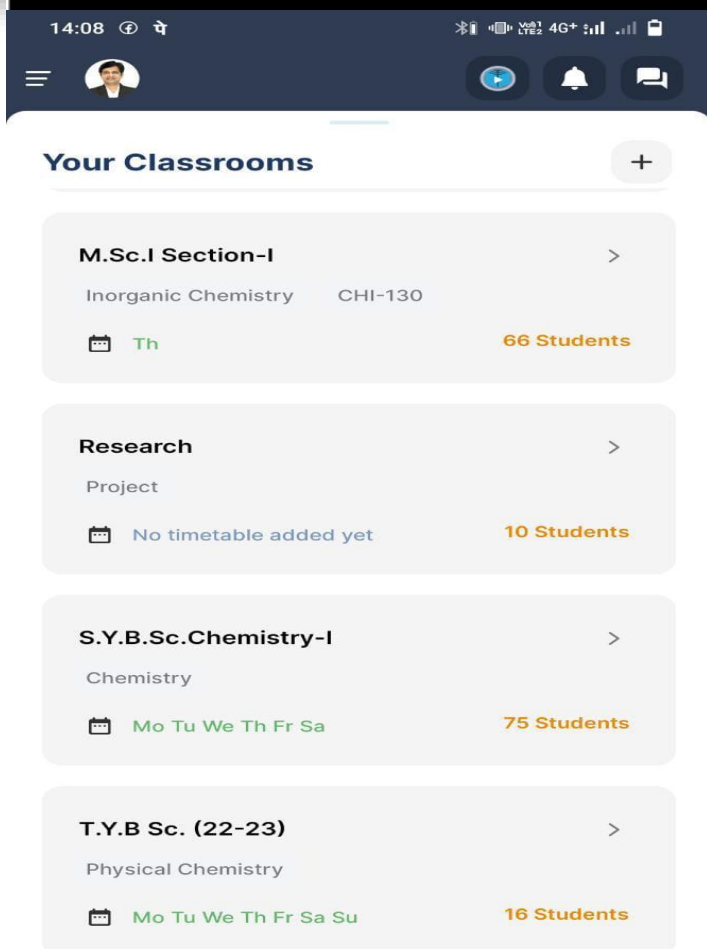 14:08 पे VoLTE2 4G+
Your Classrooms +
M.Sc.I Section-I >
Inorganic Chemistry CHI-130
Th 66 Students
Research >
Project
No timetable added yet 10 Students
S.Y.B.Sc.Chemistry-I >
Chemistry
Mo Tu We Th Fr Sa 75 Students
T.Y.B Sc. (22-23) >
Physical Chemistry
Mo Tu We Th Fr Sa Su 16 Students